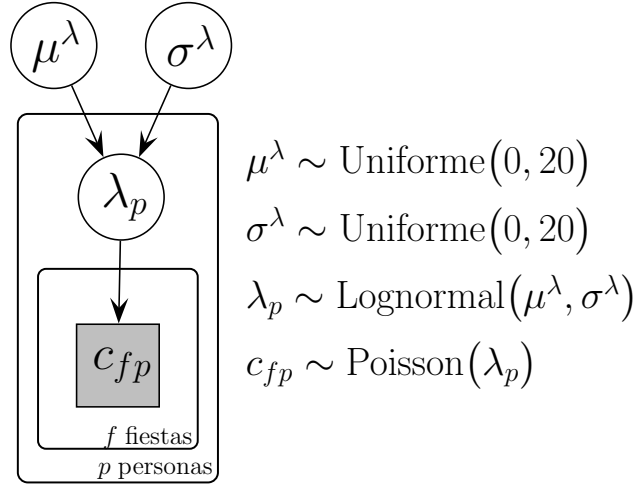 μ^λ
σ^λ
λ_p
c_{fp}
f fiestas
p personas
μ^λ ∼ Uniforme(0, 20)
σ^λ ∼ Uniforme(0, 20)
λ_p ∼ Lognormal(μ^λ, σ^λ)
c_{fp} ∼ Poisson(λ_p)